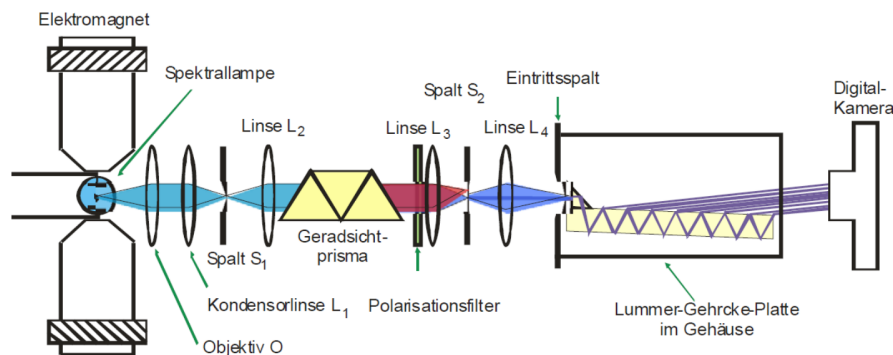 Elektromagnet
Spektrallampe
Linse L2
Linse L3
Spalt S2
Linse L4
Eintrittsspalt
Digital-
Kamera
Spalt S1
Geradsicht-
prisma
Kondensorlinse L1
Polarisationsfilter
Objektiv O
Lummer-Gehrcke-Platte
im Gehäuse